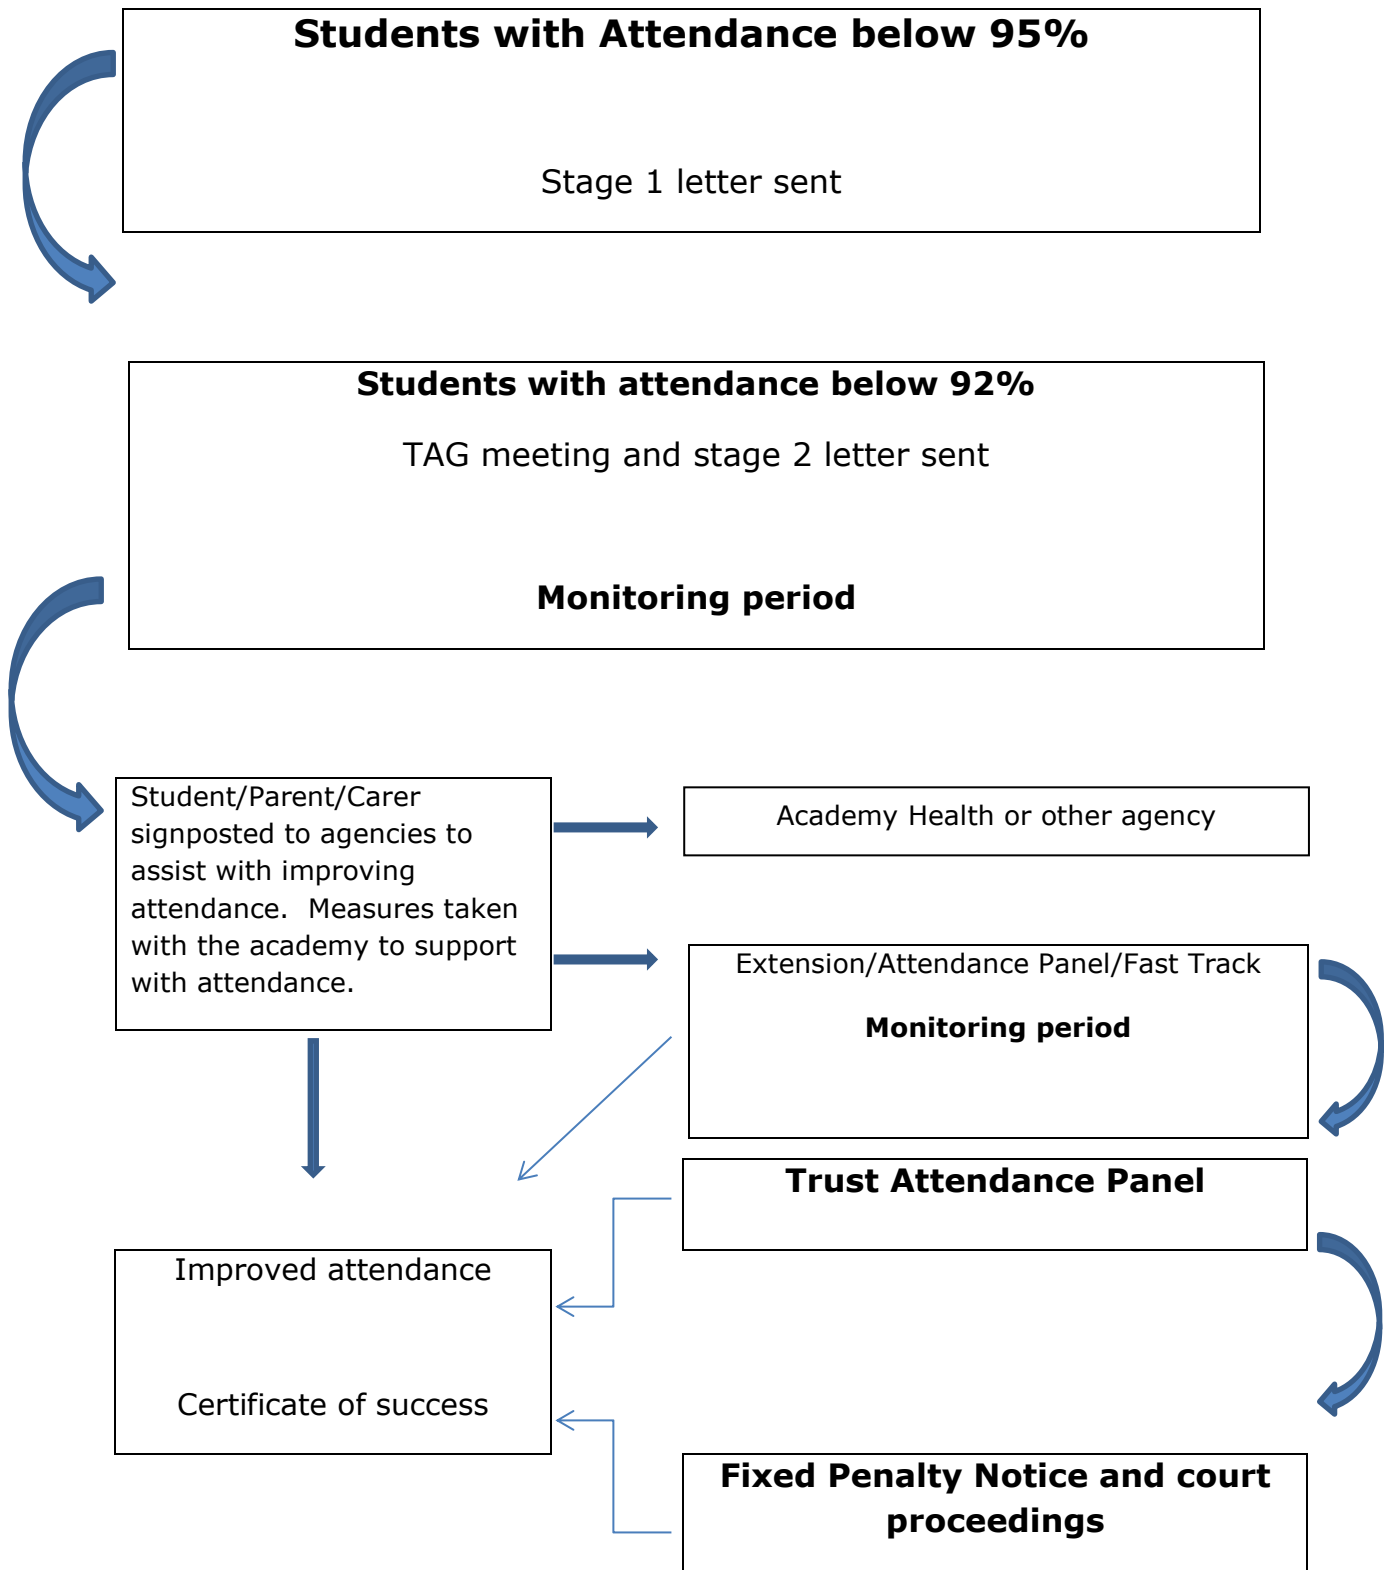 Students with Attendance below 95%
Stage 1 letter sent
Students with attendance below 92%
TAG meeting and stage 2 letter sent
Monitoring period
Student/Parent/Carer
signposted to agencies to
assist with improving
attendance.  Measures taken
with the academy to support
with attendance.
Academy Health or other agency
Extension/Attendance Panel/Fast Track
Monitoring period
Trust Attendance Panel
Improved attendance
Certificate of success
Fixed Penalty Notice and court
proceedings